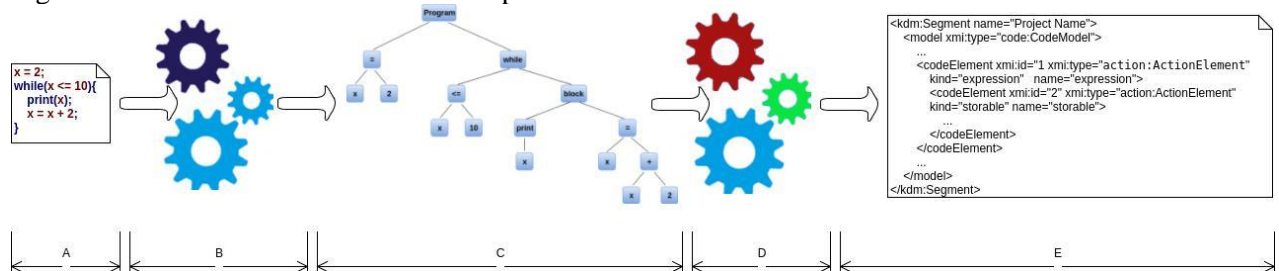 x = 2;
while(x <= 10){
print(x);
x = x + 2;
}
Program
=
while
x
2
<=
block
x
10
print
=
x
x
+
x
2
<kdm:Segment name="Project Name">
<model xmi:type="code:CodeModel">
...
<codeElement xmi:id="1 xmi:type="action:ActionElement"
kind="expression" name="expression">
<codeElement xmi:id="2" xmi:type="action:ActionElement"
kind="storable" name="storable">
...
</codeElement>
</codeElement>
...
</model>
</kdm:Segment>
A
B
C
D
E